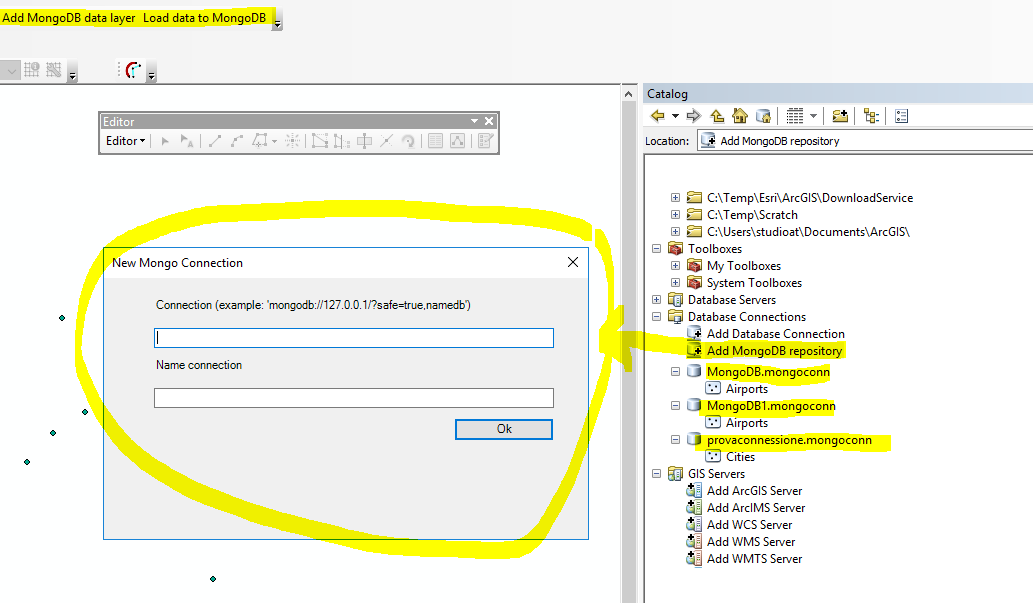 Add MongoDB data layer Load data to MongoDB
Editor
Editor
New Mongo Connection
Connection (example: 'mongodb://127.0.0.1/?safe=true,namedb')
Name connection
Ok
Catalog
Location: Add MongoDB repository
C:\Temp\Esri\ArcGIS\DownloadService
C:\Temp\Scratch
C:\Users\studioat\Documents\ArcGIS\
Toolboxes
My Toolboxes
System Toolboxes
Database Servers
Database Connections
Add Database Connection
Add MongoDB repository
MongoDB.mongoconn
Airports
MongoDB1.mongoconn
Airports
provaconnessione.mongoconn
Cities
GIS Servers
Add ArcGIS Server
Add ArcIMS Server
Add WCS Server
Add WMS Server
Add WMTS Server